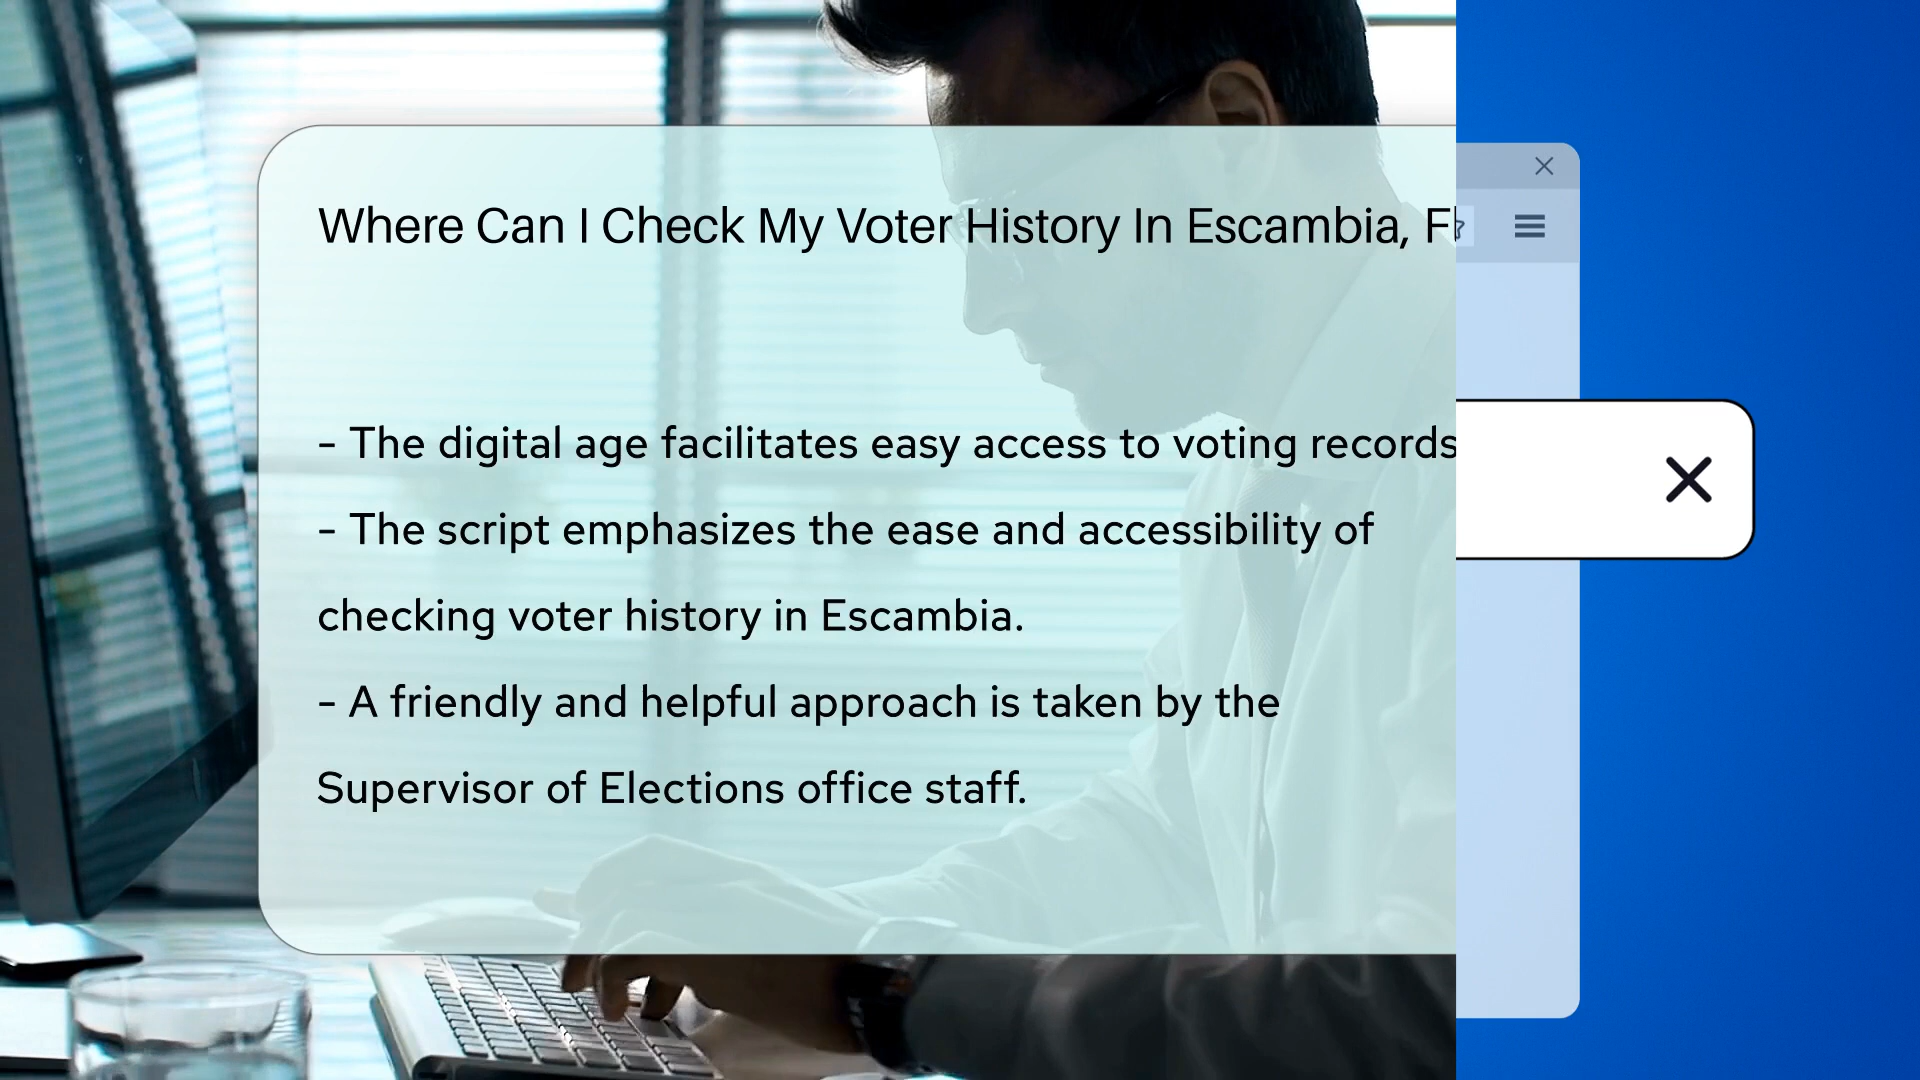 Where Can I Check My Voter History In Escambia,
- The digital age facilitates easy access to voting records
- The script emphasizes the ease and accessibility of
checking voter history in Escambia.
- A friendly and helpful approach is taken by the
Supervisor of Elections office staff.